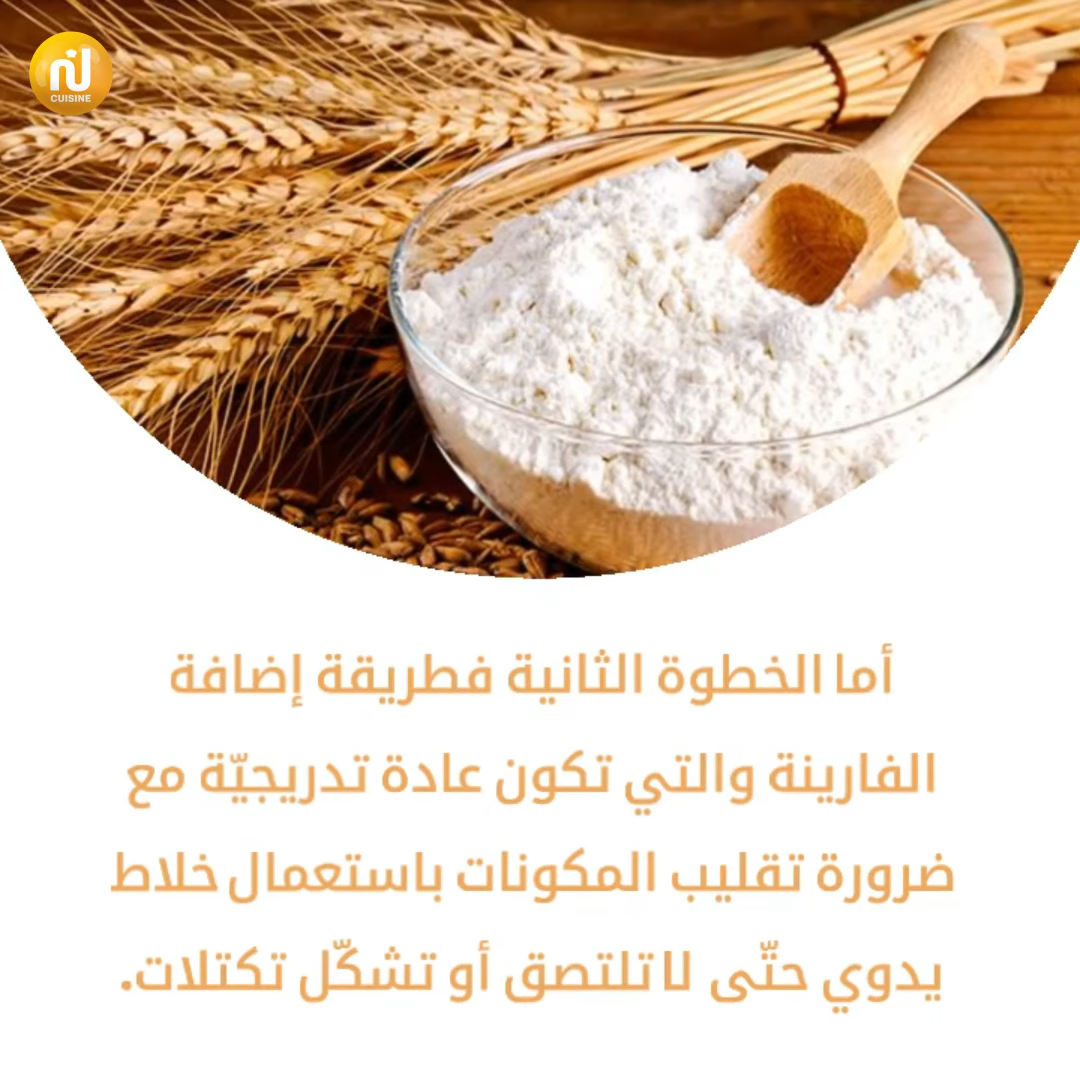 CUISINE
أما الخطوة الثانية فطريقة إضافة
الفارينة والتي تكون عادة تدريجيّة مع
ضرورة تقليب المكونات باستعمال خلاط
يدوي حتّى لا تلتصق أو تشكّل تكتلات.